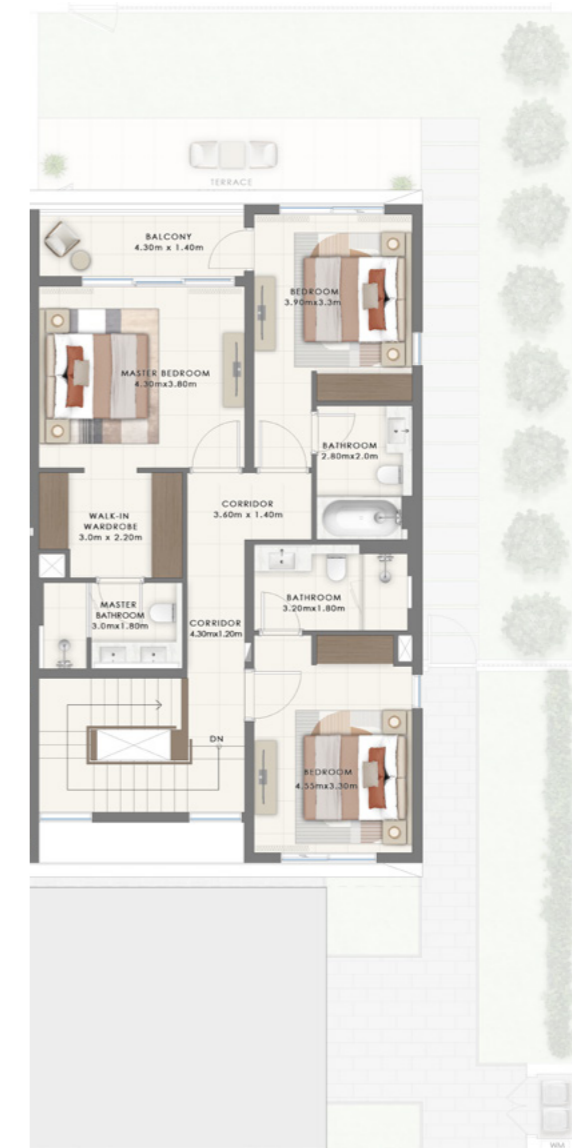 TERRACE
BALCONY
4.30m x 1.40m
BEDROOM
3.90mx3.3m
MASTER BEDROOM
4.30mx3.80m
BATHROOM
2.80mx2.0m
CORRIDOR
3.60m x 1.40m
WALK-IN
WARDROBE
3.0m x 2.20m
BATHROOM
3.20mx1.80m
MASTER
BATHROOM
3.0mx1.80m
CORRIDOR
4.30mx1.20m
DN
BEDROOM
4.55mx3.30m
WM